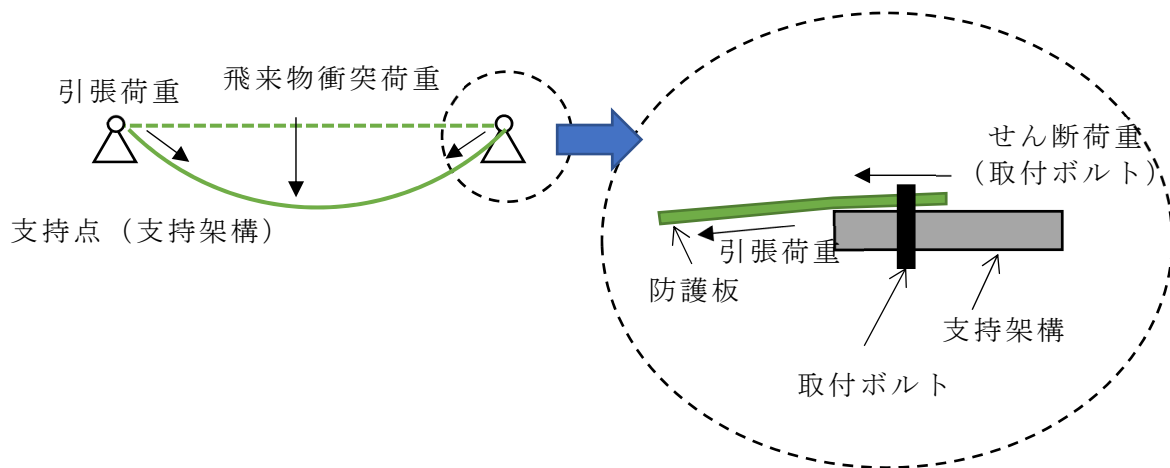 引張荷重
飛来物衝突荷重
支持点（支持架構）
せん断荷重
（取付ボルト）
引張荷重
防護板
支持架構
取付ボルト